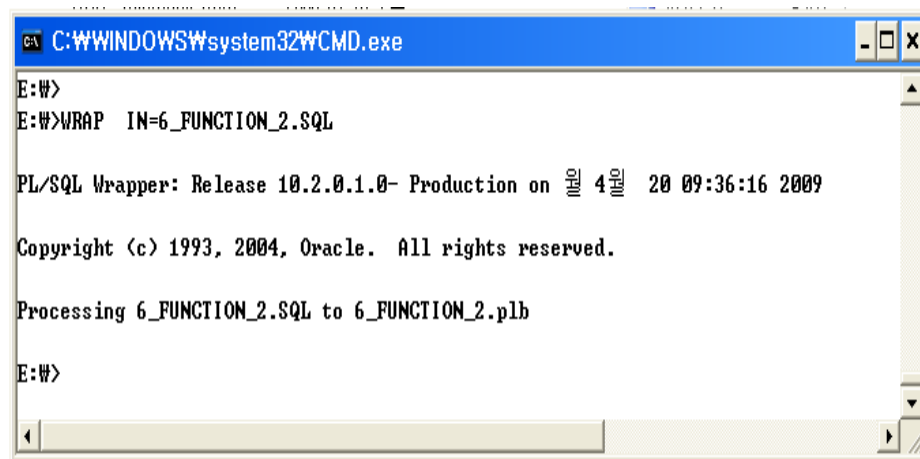 C:₩WINDOWS₩system32₩CMD.exe
E:₩>
E:₩>WRAP  IN=6_FUNCTION_2.SQL
PL/SQL Wrapper: Release 10.2.0.1.0- Production on 월 4월  20 09:36:16 2009
Copyright (c) 1993, 2004, Oracle.  All rights reserved.
Processing 6_FUNCTION_2.SQL to 6_FUNCTION_2.plb
E:₩>